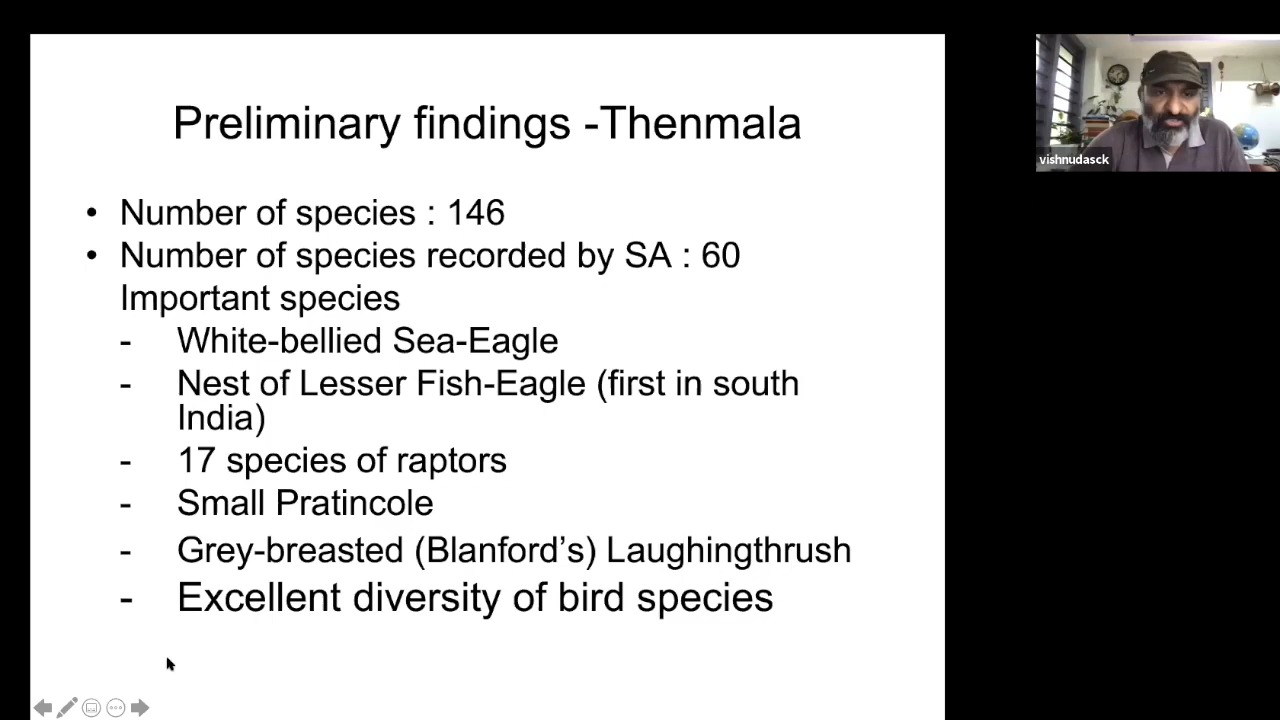 Preliminary findings -Thenmala
• Number of species : 146
• Number of species recorded by SA : 60
Important species
- White-bellied Sea-Eagle
- Nest of Lesser Fish-Eagle (first in south
India)
- 17 species of raptors
- Small Pratincole
- Grey-breasted (Blanford’s) Laughingthrush
- Excellent diversity of bird species
vishnudasck